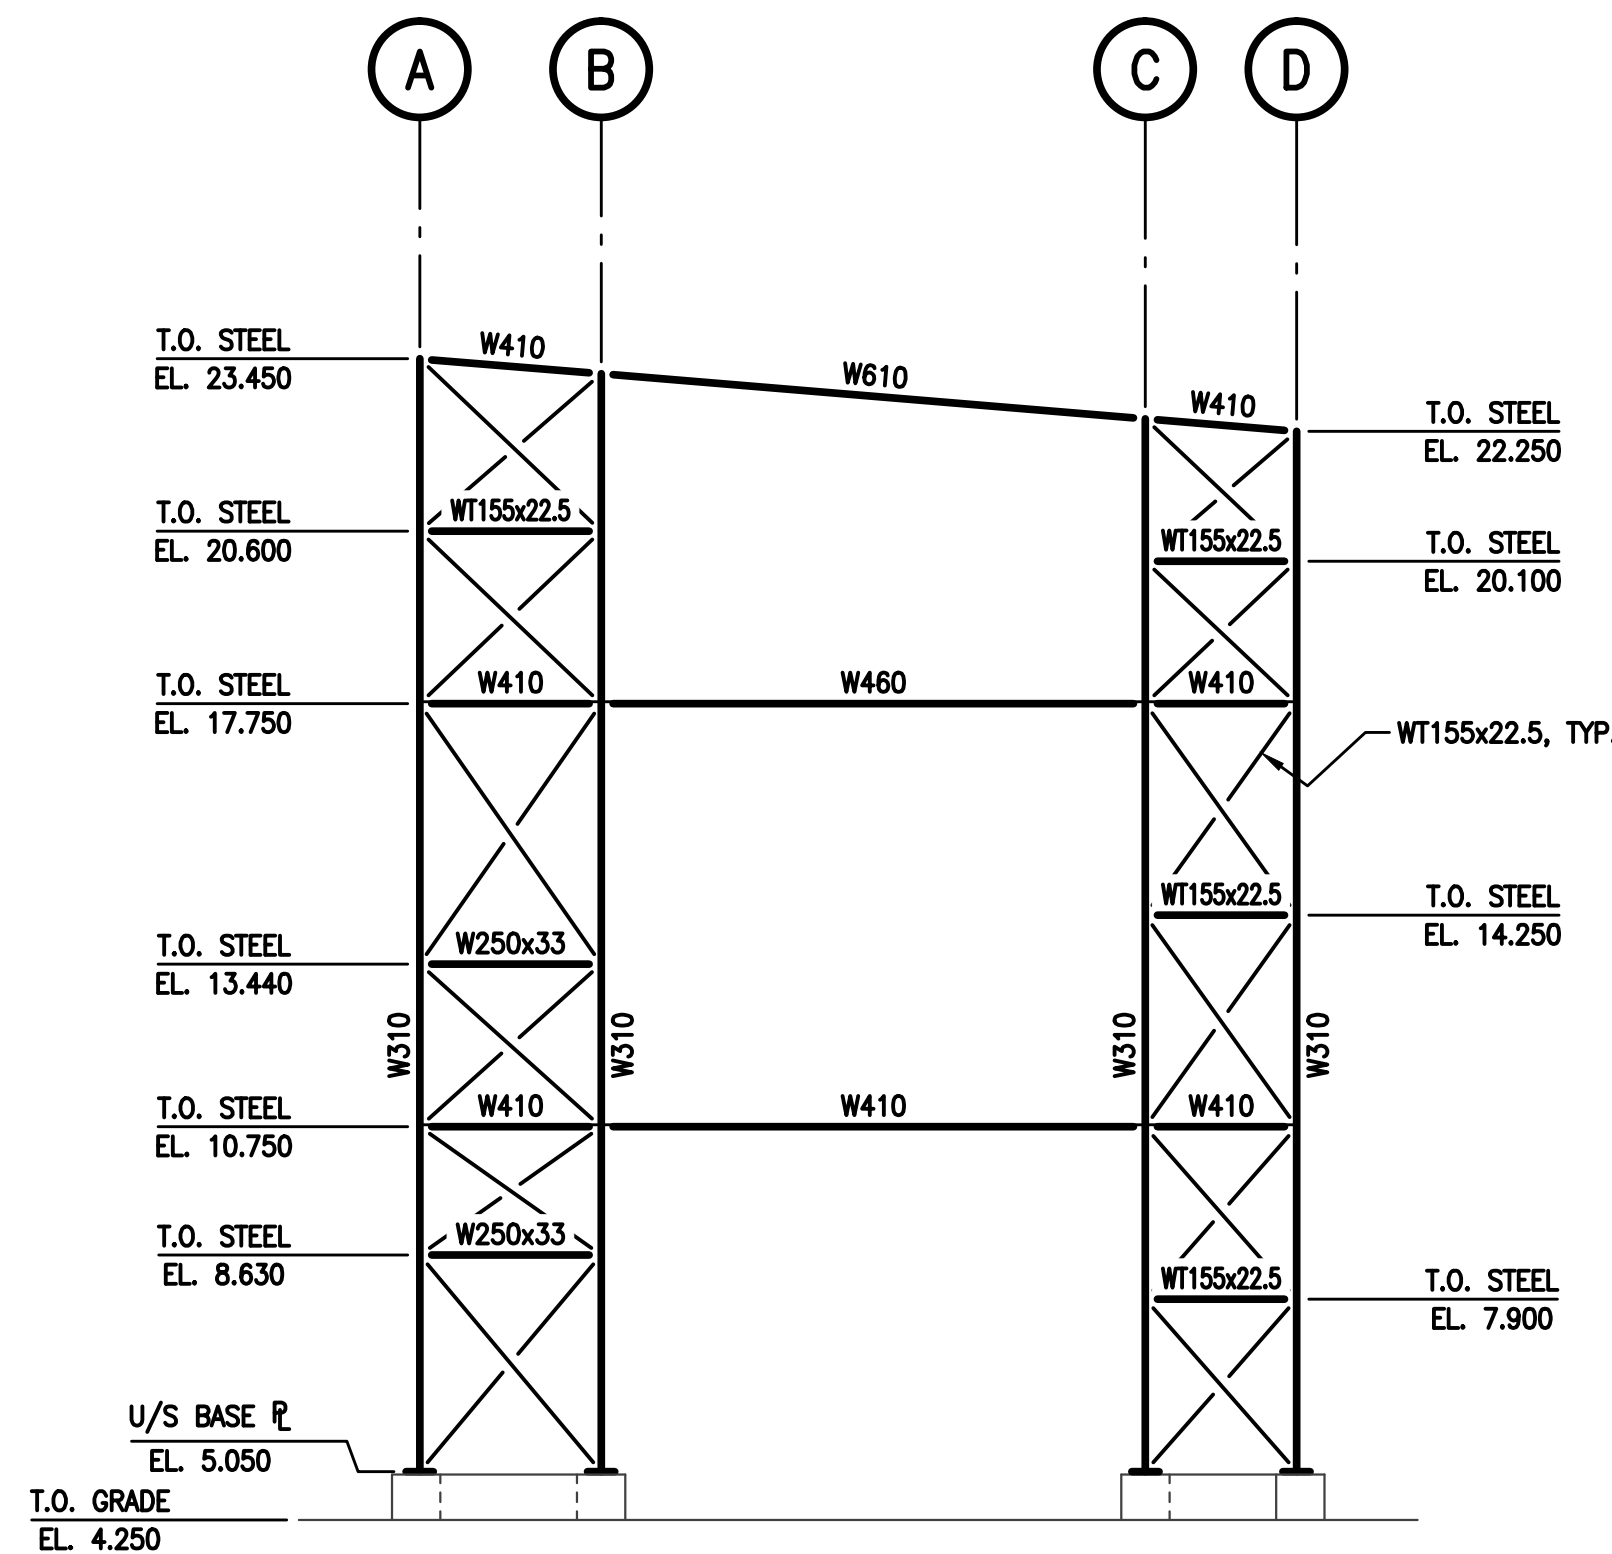 A
B
C
D
T.O. STEEL
EL. 23.450
W410
W610
W410
T.O. STEEL
EL. 22.250
T.O. STEEL
EL. 20.600
WT155x22.5
WT155x22.5
T.O. STEEL
EL. 20.100
T.O. STEEL
EL. 17.750
W410
W460
W410
WT155x22.5, TYP.
WT155x22.5
T.O. STEEL
EL. 14.250
T.O. STEEL
EL. 13.440
W250x33
W310
W310
W310
W310
T.O. STEEL
EL. 10.750
W410
W410
W410
T.O. STEEL
EL. 8.630
W250x33
WT155x22.5
T.O. STEEL
EL. 7.900
U/S BASE PL
EL. 5.050
T.O. GRADE
EL. 4.250